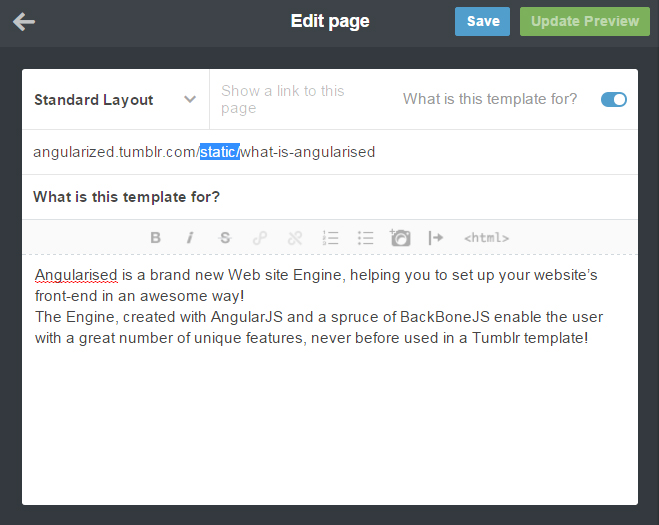 Edit page
Save
Update Preview
Standard Layout
Show a link to this
page
What is this template for?
angularized.tumblr.com/static/what-is-angularised
What is this template for?
B i S <html>
Angularised is a brand new Web site Engine, helping you to set up your website's
front-end in an awesome way!
The Engine, created with AngularJS and a spruce of BackBoneJS enable the user
with a great number of unique features, never before used in a Tumblr template!